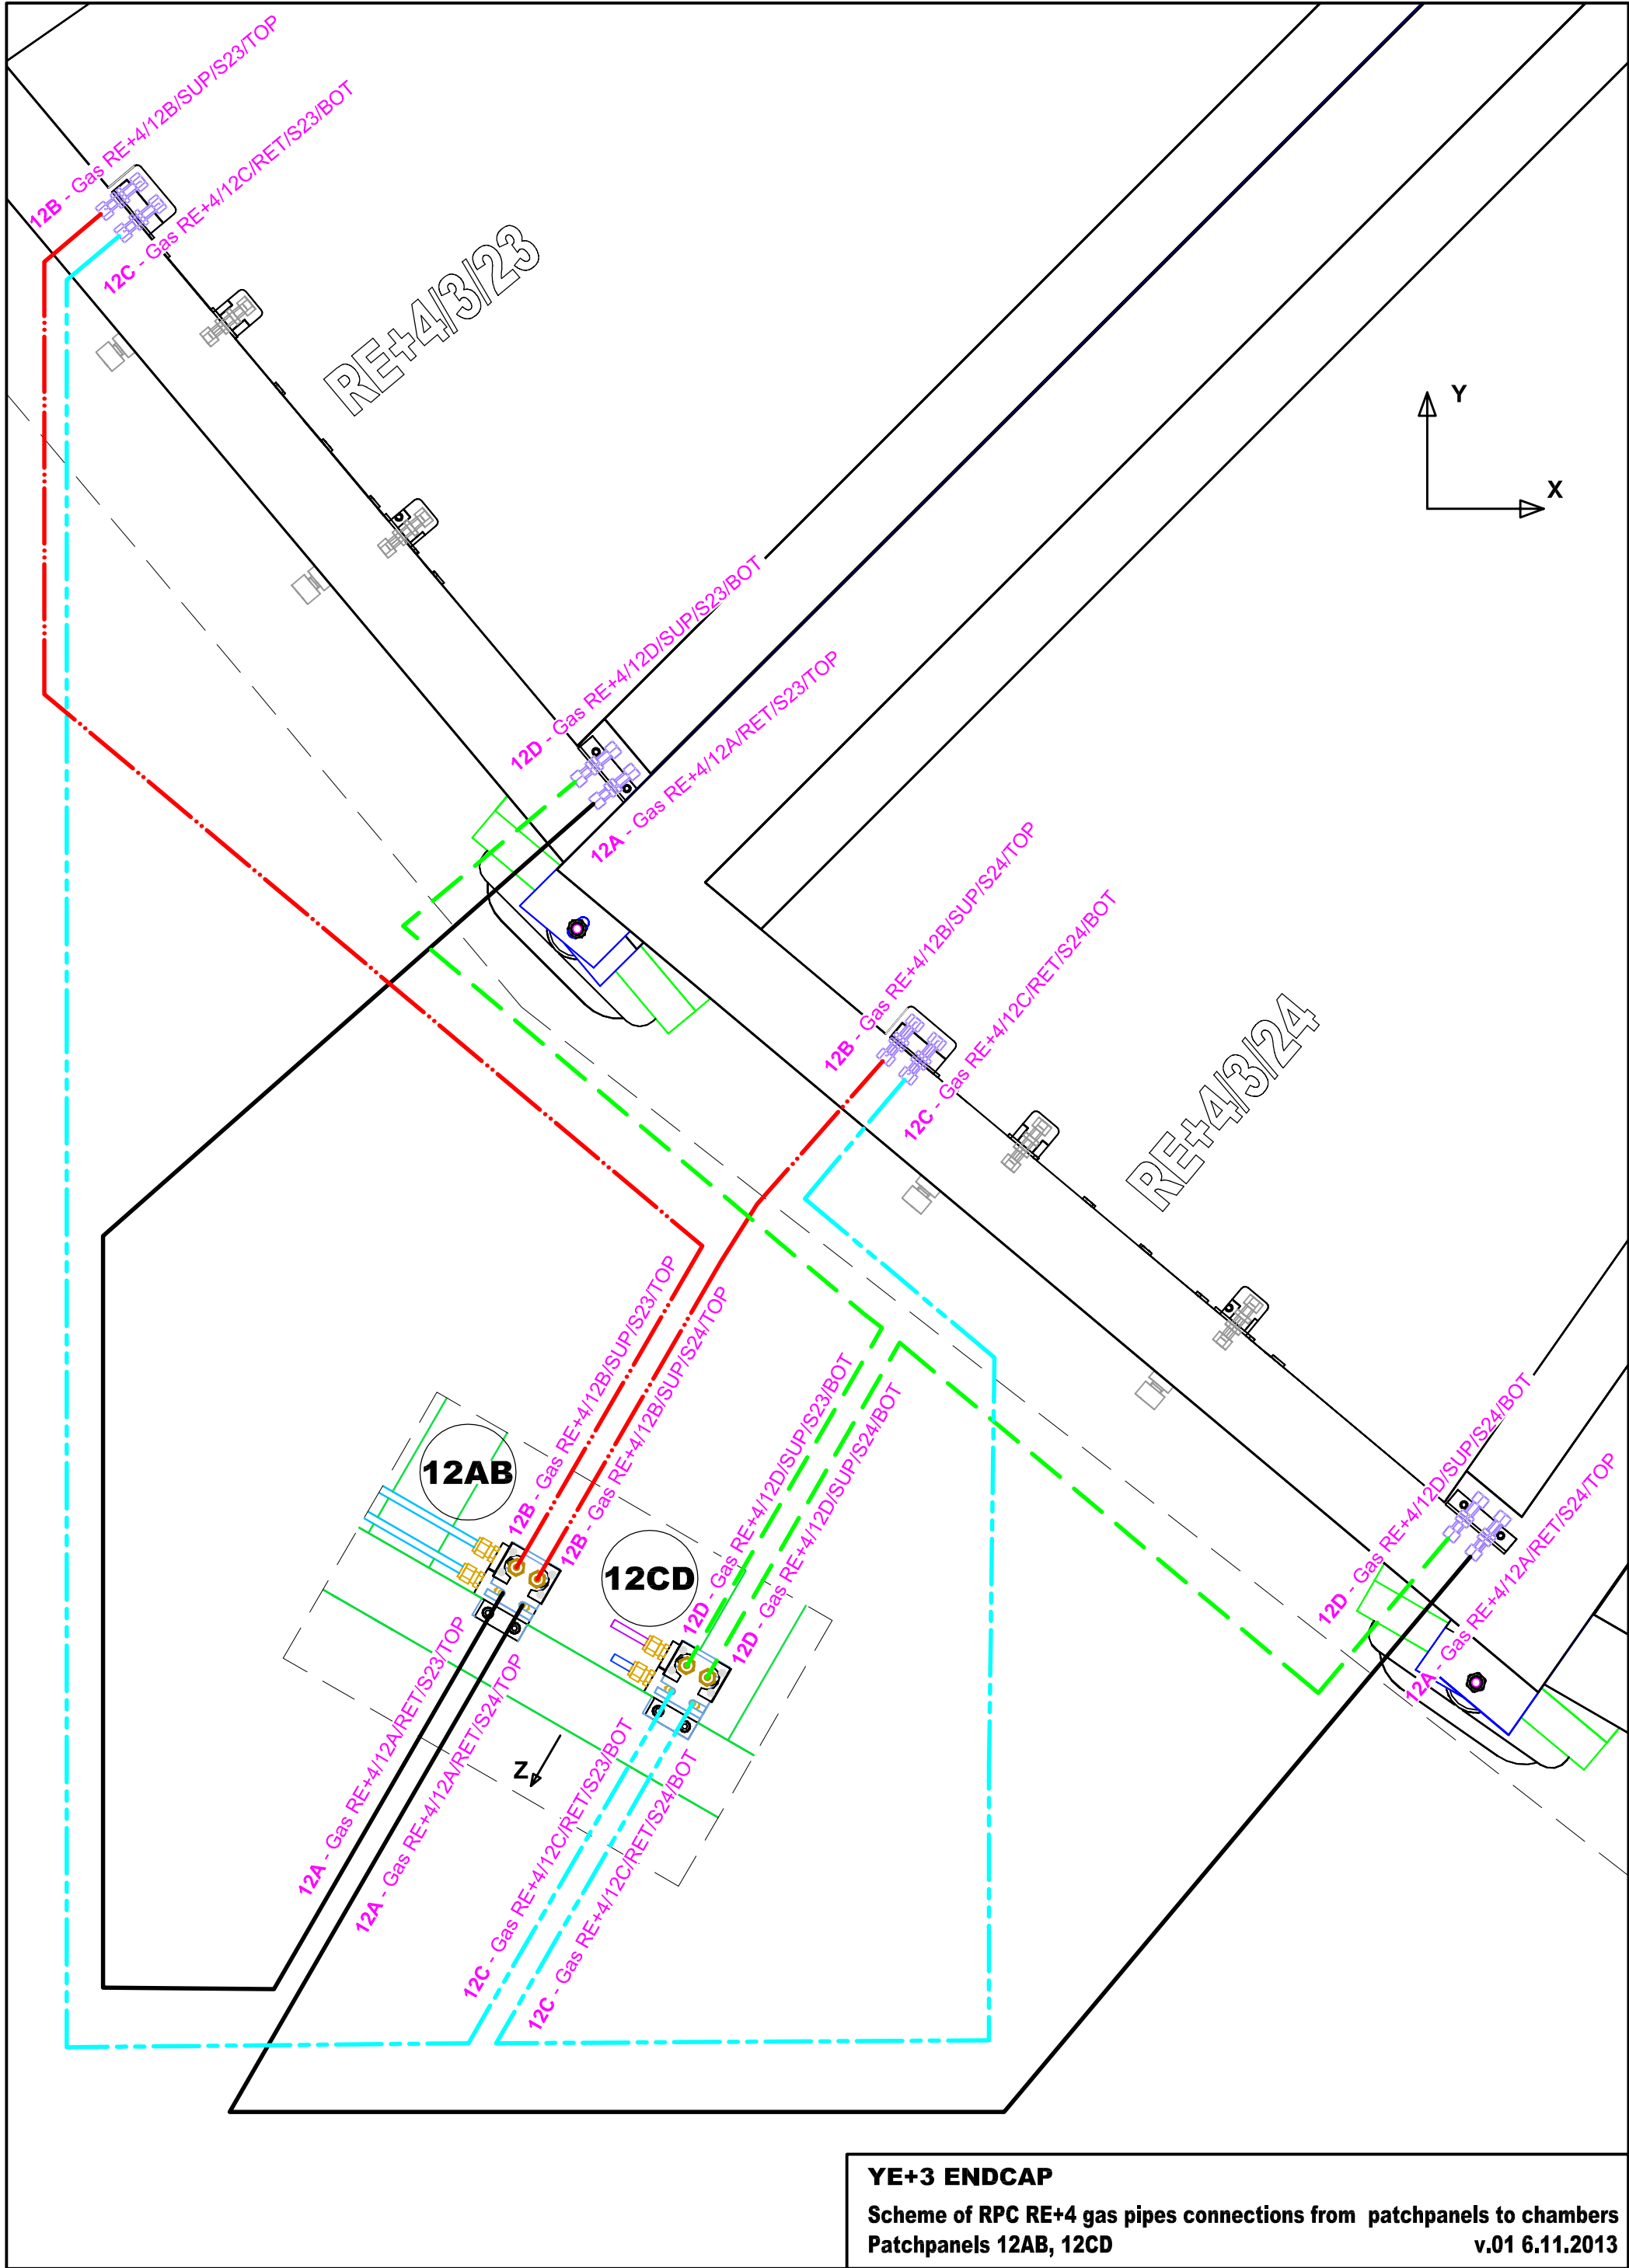 12B - Gas RE+4/12B/SUP/S23/TOP
12C - Gas RE+4/12C/RET/S23/BOT
RE+4/3/23
Y
X
12D - Gas RE+4/12D/SUP/S23/BOT
12A - Gas RE+4/12A/RET/S23/TOP
12B - Gas RE+4/12B/SUP/S24/TOP
12C - Gas RE+4/12C/RET/S24/BOT
RE+4/3/24
12B - Gas RE+4/12B/SUP/S23/TOP
12B - Gas RE+4/12B/SUP/S24/TOP
12D - Gas RE+4/12D/SUP/S23/BOT
12D - Gas RE+4/12D/SUP/S24/BOT
12D - Gas RE+4/12D/SUP/S24/BOT
12A - Gas RE+4/12A/RET/S24/TOP
12AB
12CD
12A - Gas RE+4/12A/RET/S23/TOP
12A - Gas RE+4/12A/RET/S24/TOP
Z
12C - Gas RE+4/12C/RET/S23/BOT
12C - Gas RE+4/12C/RET/S24/BOT
YE+3 ENDCAP
Scheme of RPC RE+4 gas pipes connections from patchpanels to chambers
Patchpanels 12AB, 12CD v.01 6.11.2013